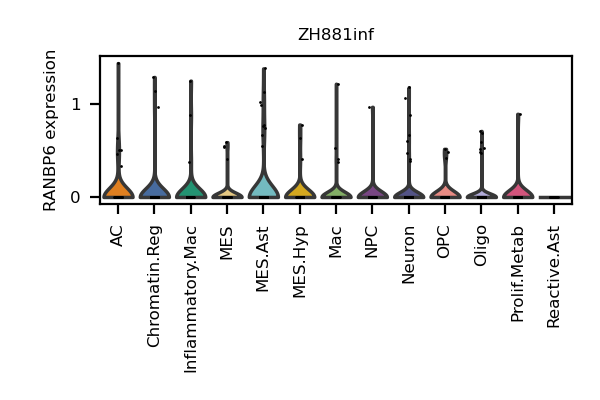 ZH881inf
RANBP6 expression
1
0
AC
Chromatin.Reg
Inflammatory.Mac
MES
MES.Ast
MES.Hyp
Mac
NPC
Neuron
OPC
Oligo
Prolif.Metab
Reactive.Ast